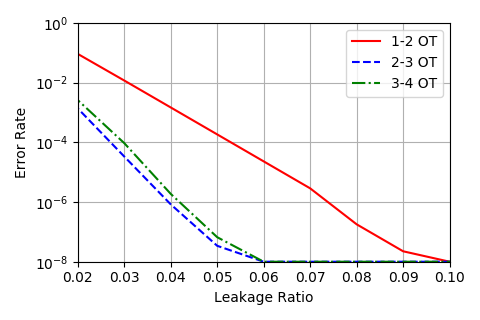 10⁰
10⁻²
10⁻⁴
10⁻⁶
10⁻⁸
Error Rate
1-2 OT
2-3 OT
3-4 OT
0.02 0.03 0.04 0.05 0.06 0.07 0.08 0.09 0.10
Leakage Ratio